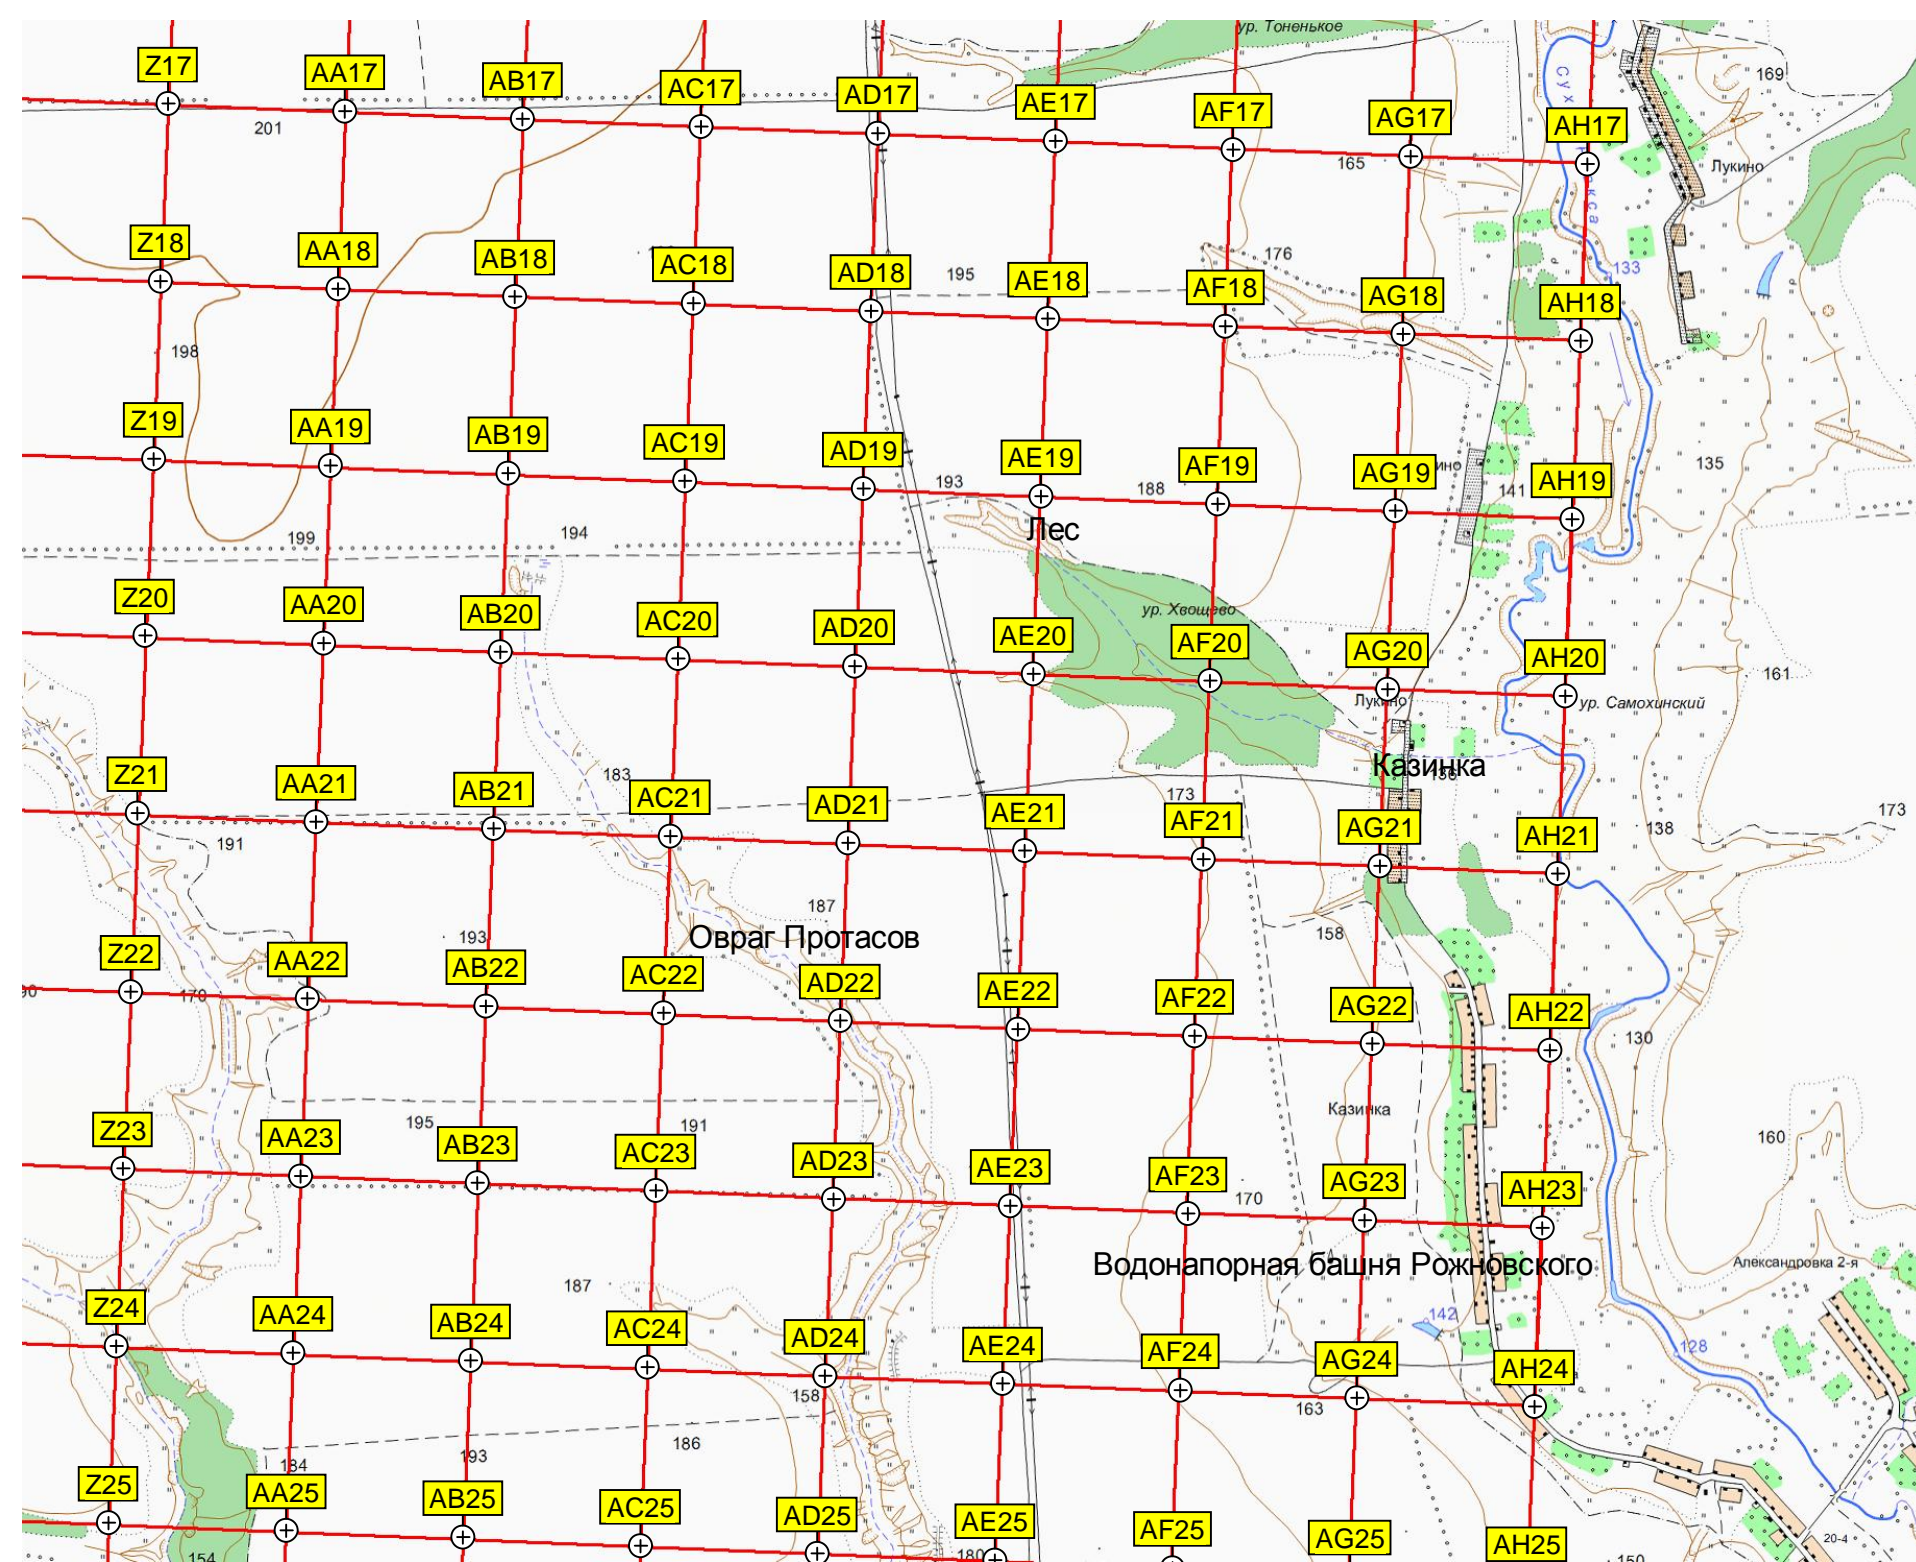 ур. Тоненькое
Z17
AA17
AB17
AC17
AD17
AE17
AF17
AG17
AH17
169
201
165
Лукино
Z18
AA18
AB18
AC18
AD18
195
AE18
176
AF18
AG18
133
AH18
198
Z19
AA19
AB19
AC19
AD19
AE19
AF19
AG19
ино
AH19
135
193
188
141
199
194
Лес
Z20
AA20
AB20
AC20
AD20
AE20
ур. Хвощево
AF20
AG20
AH20
161
Лукино
ур. Самохинский
Z21
AA21
AB21
183
AC21
AD21
AE21
173
AF21
Казинка
AG21
AH21
138
173
191
187
158
193
Овраг Протасов
Z22
AA22
AB22
AC22
AD22
AE22
AF22
AG22
AH22
170
130
Казинка
Z23
AA23
195
AB23
191
AC23
AD23
AE23
AF23
170
AG23
AH23
160
Водонапорная башня Рожновского
Александровка 2-я
187
Z24
AA24
AB24
AC24
AD24
AE24
AF24
AG24
142
AH24
128
158
163
186
193
184
Z25
AA25
AB25
AC25
AD25
AE25
AF25
AG25
AH25
20-4
154
180
150